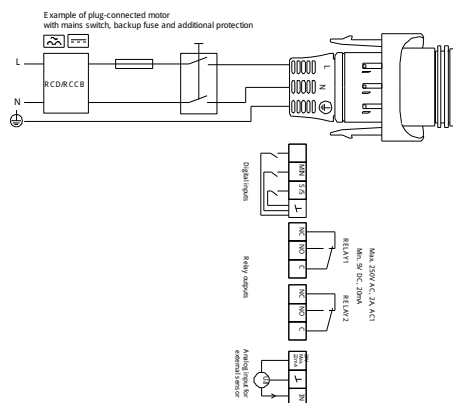 Example of plug-connected motor
with mains switch, backup fuse and additional protection
L
RCD/RCCB
N
L
N
Digital inputs
MIN
S/S
Relay outputs
NC
NO
C
RELAY1
Max. 250V AC, 2A, AC1
Min. 5V DC, 20mA
NC
NO
C
RELAY2
Analog input for
external sensor
Max.
22mA
IN